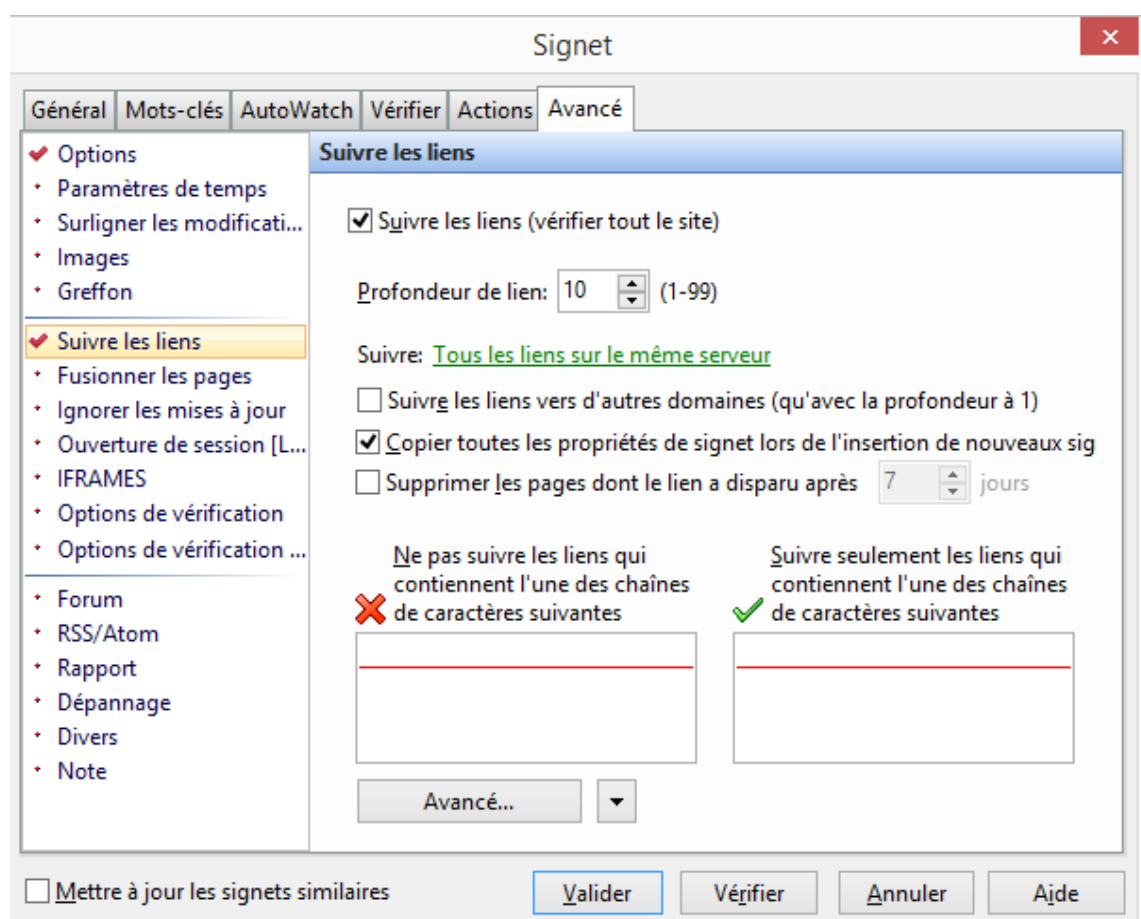 Signet
Général Mots-clés AutoWatch Vérifier Actions Avancé
Options
Paramètres de temps
Surligner les modificati...
Images
Greffon
Suivre les liens
Fusionner les pages
Ignorer les mises à jour
Ouverture de session [L...
IFRAMES
Options de vérification
Options de vérification ...
Forum
RSS/Atom
Rapport
Dépannage
Divers
Note
Suivre les liens
Suivre les liens (vérifier tout le site)
Profondeur de lien: 10 (1-99)
Suivre: Tous les liens sur le même serveur
Suivre les liens vers d'autres domaines (qu'avec la profondeur à 1)
Copier toutes les propriétés de signet lors de l'insertion de nouveaux sig
Supprimer les pages dont le lien a disparu après 7 jours
Ne pas suivre les liens qui
contiennent l'une des chaînes
de caractères suivantes
Suivre seulement les liens qui
contiennent l'une des chaînes
de caractères suivantes
Avancé...
Mettre à jour les signets similaires
Valider Vérifier Annuler Aide